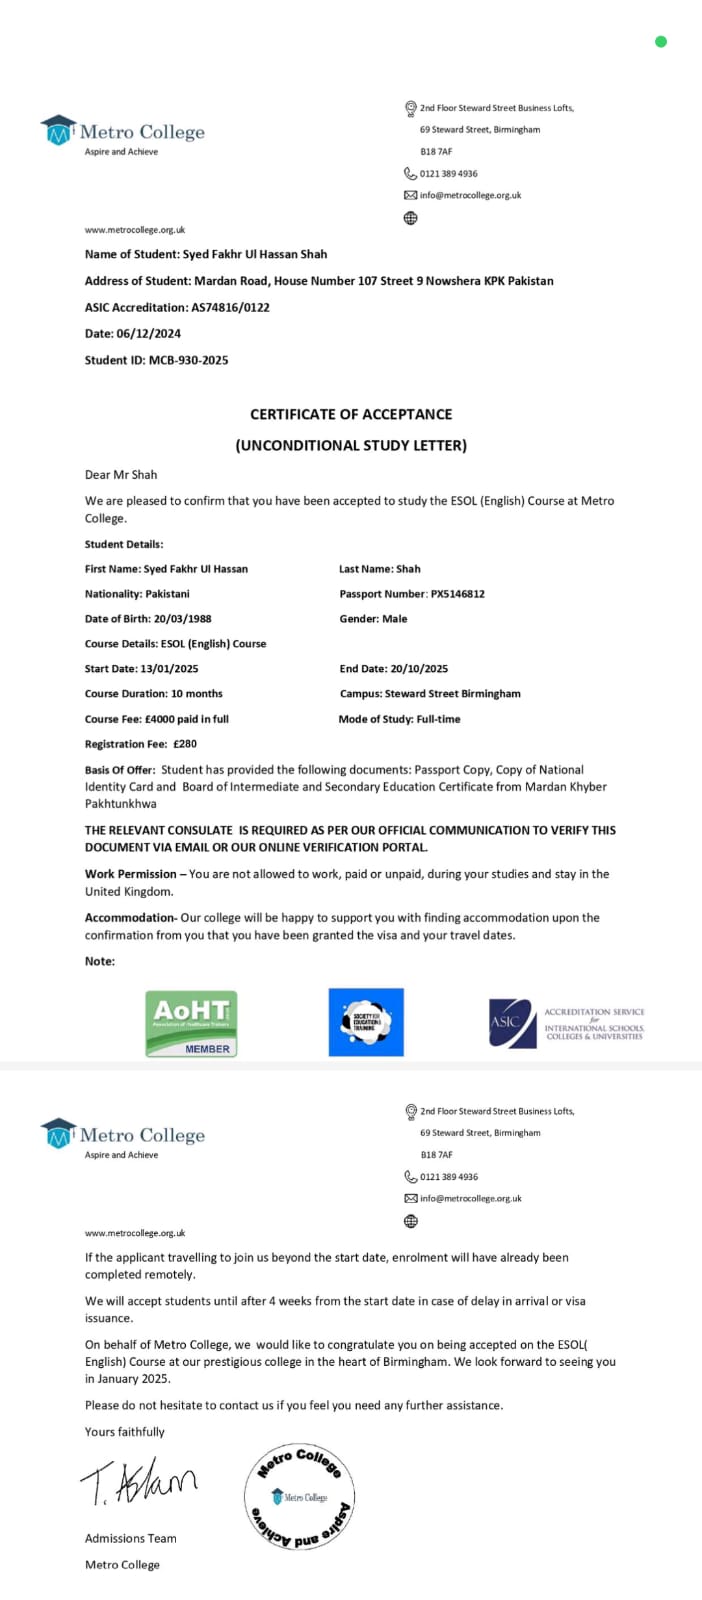 Metro College
Aspire and Achieve
2nd Floor Steward Street Business Lofts,
69 Steward Street, Birmingham
B18 7AF
0121 389 4936
info@metrocollege.org.uk
www.metrocollege.org.uk
Name of Student: Syed Fakhr Ul Hassan Shah
Address of Student: Mardan Road, House Number 107 Street 9 Nowshera KPK Pakistan
ASIC Accreditation: AS74816/0122
Date: 06/12/2024
Student ID: MCB-930-2025
CERTIFICATE OF ACCEPTANCE
(UNCONDITIONAL STUDY LETTER)
Dear Mr Shah
We are pleased to confirm that you have been accepted to study the ESOL (English) Course at Metro
College.
Student Details:
First Name: Syed Fakhr Ul Hassan Last Name: Shah
Nationality: Pakistani Passport Number: PX5146812
Date of Birth: 20/03/1988 Gender: Male
Course Details: ESOL (English) Course
Start Date: 13/01/2025 End Date: 20/10/2025
Course Duration: 10 months Campus: Steward Street Birmingham
Course Fee: £4000 paid in full Mode of Study: Full-time
Registration Fee: £280
Basis Of Offer: Student has provided the following documents: Passport Copy, Copy of National
Identity Card and Board of Intermediate and Secondary Education Certificate from Mardan Khyber
Pakhtunkhwa
THE RELEVANT CONSULATE IS REQUIRED AS PER OUR OFFICIAL COMMUNICATION TO VERIFY THIS
DOCUMENT VIA EMAIL OR OUR ONLINE VERIFICATION PORTAL.
Work Permission – You are not allowed to work, paid or unpaid, during your studies and stay in the
United Kingdom.
Accommodation- Our college will be happy to support you with finding accommodation upon the
confirmation from you that you have been granted the visa and your travel dates.
Note:
AoHT
Association of Healthcare Trainers
MEMBER
SOCIETY FOR
EDUCATION &
TRAINING
ASIC
ACCREDITATION SERVICE
for
INTERNATIONAL SCHOOLS,
COLLEGES & UNIVERSITIES
Metro College
Aspire and Achieve
2nd Floor Steward Street Business Lofts,
69 Steward Street, Birmingham
B18 7AF
0121 389 4936
info@metrocollege.org.uk
www.metrocollege.org.uk
If the applicant travelling to join us beyond the start date, enrolment will have already been
completed remotely.
We will accept students until after 4 weeks from the start date in case of delay in arrival or visa
issuance.
On behalf of Metro College, we would like to congratulate you on being accepted on the ESOL(
English) Course at our prestigious college in the heart of Birmingham. We look forward to seeing you
in January 2025.
Please do not hesitate to contact us if you feel you need any further assistance.
Yours faithfully
T. Aslam
Metro College
Metro College
Aspire and Achieve
Admissions Team
Metro College